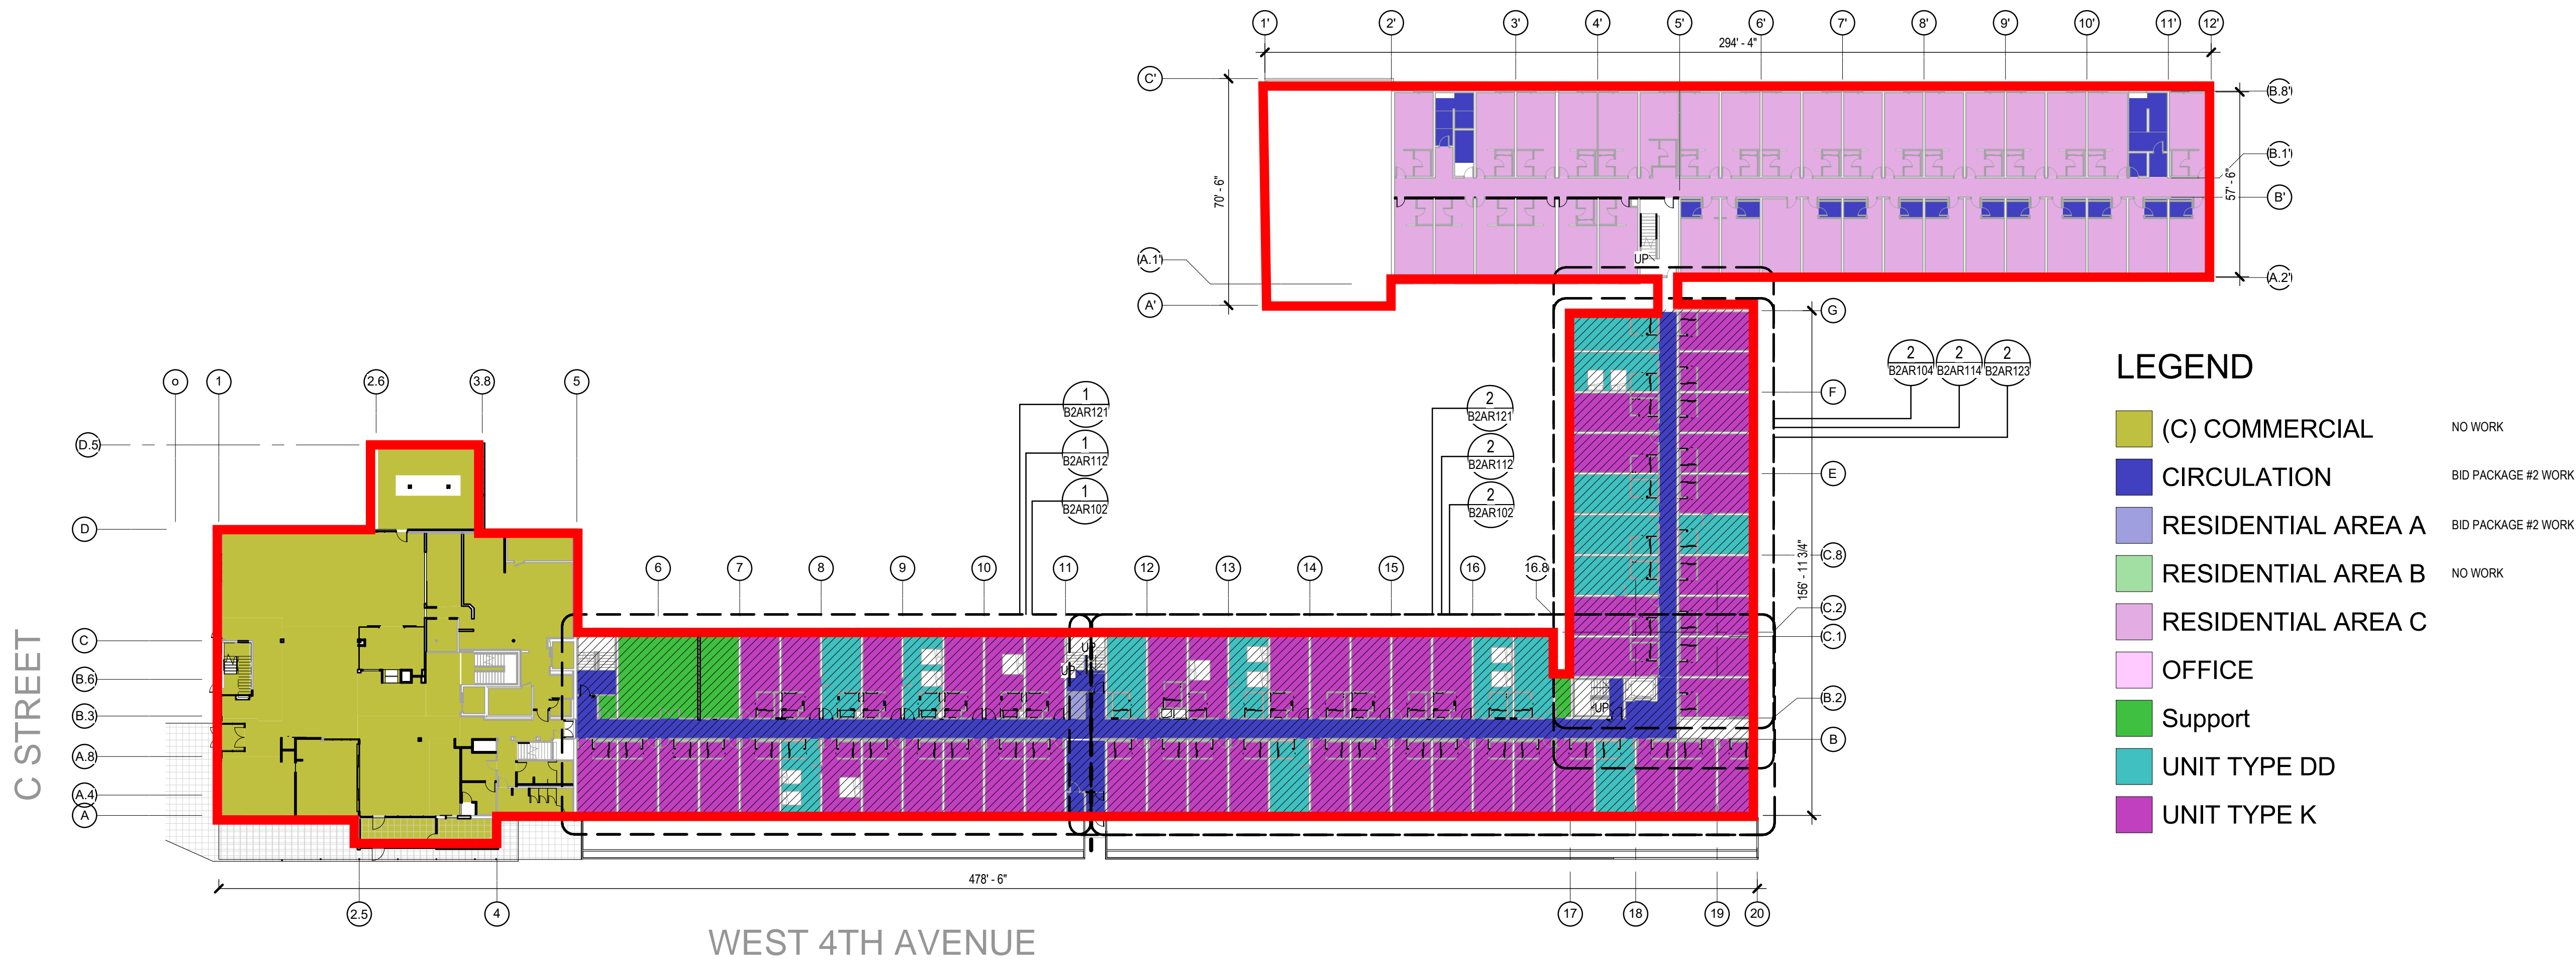 1' 2' 3' 4' 5' 6' 7' 8' 9' 10' 11' 12'
294' - 4"
C' B.8'
B.1'
70' - 6" 57' - 6"
B'
A.1' UP A.2'
A'
G
2 2 2
B2AR104 B2AR114 B2AR123
F
o 1 2.6 3.8 5
1 2
B2AR121 B2AR121
D.5
1 2
B2AR112 B2AR112
E
1 2
B2AR102 B2AR102
D
6 7 8 9 10 11 12 13 14 15 16 16.8
C.8
156' - 11 3/4"
C.2
C
C.1
UP
UP
B.6
B.2
UP
B.3
B
A.8
A.4
A
478' - 6"
2.5 4 17 18 19 20
C STREET
WEST 4TH AVENUE
LEGEND
(C) COMMERCIAL NO WORK
CIRCULATION BID PACKAGE #2 WORK
RESIDENTIAL AREA A BID PACKAGE #2 WORK
RESIDENTIAL AREA B NO WORK
RESIDENTIAL AREA C
OFFICE
Support
UNIT TYPE DD
UNIT TYPE K